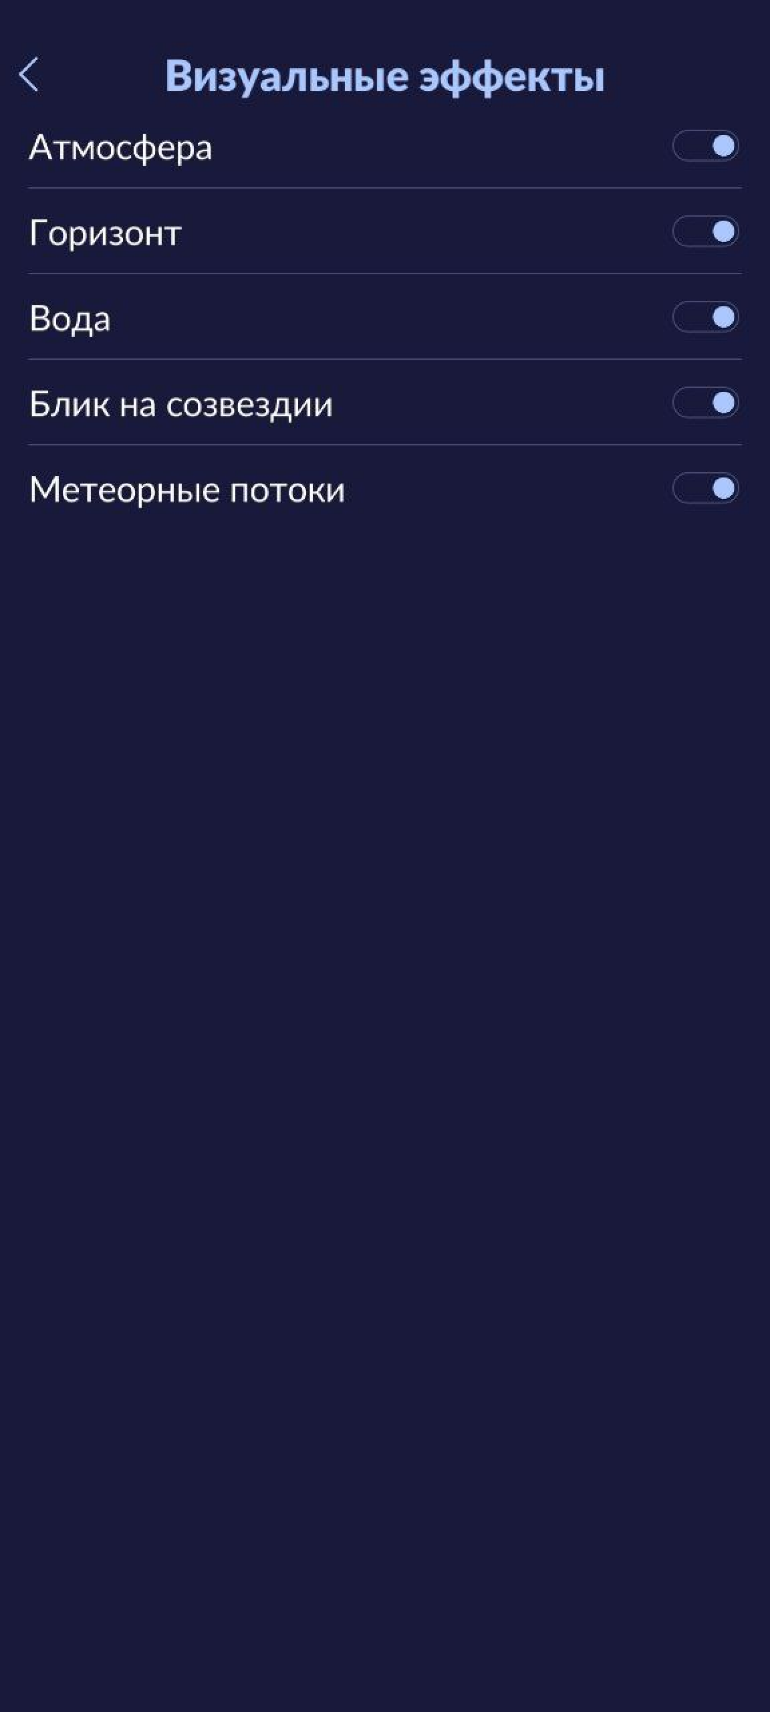 Визуальные эффекты
Атмосфера
Горизонт
Вода
Блик на созвездии
Метеорные потоки